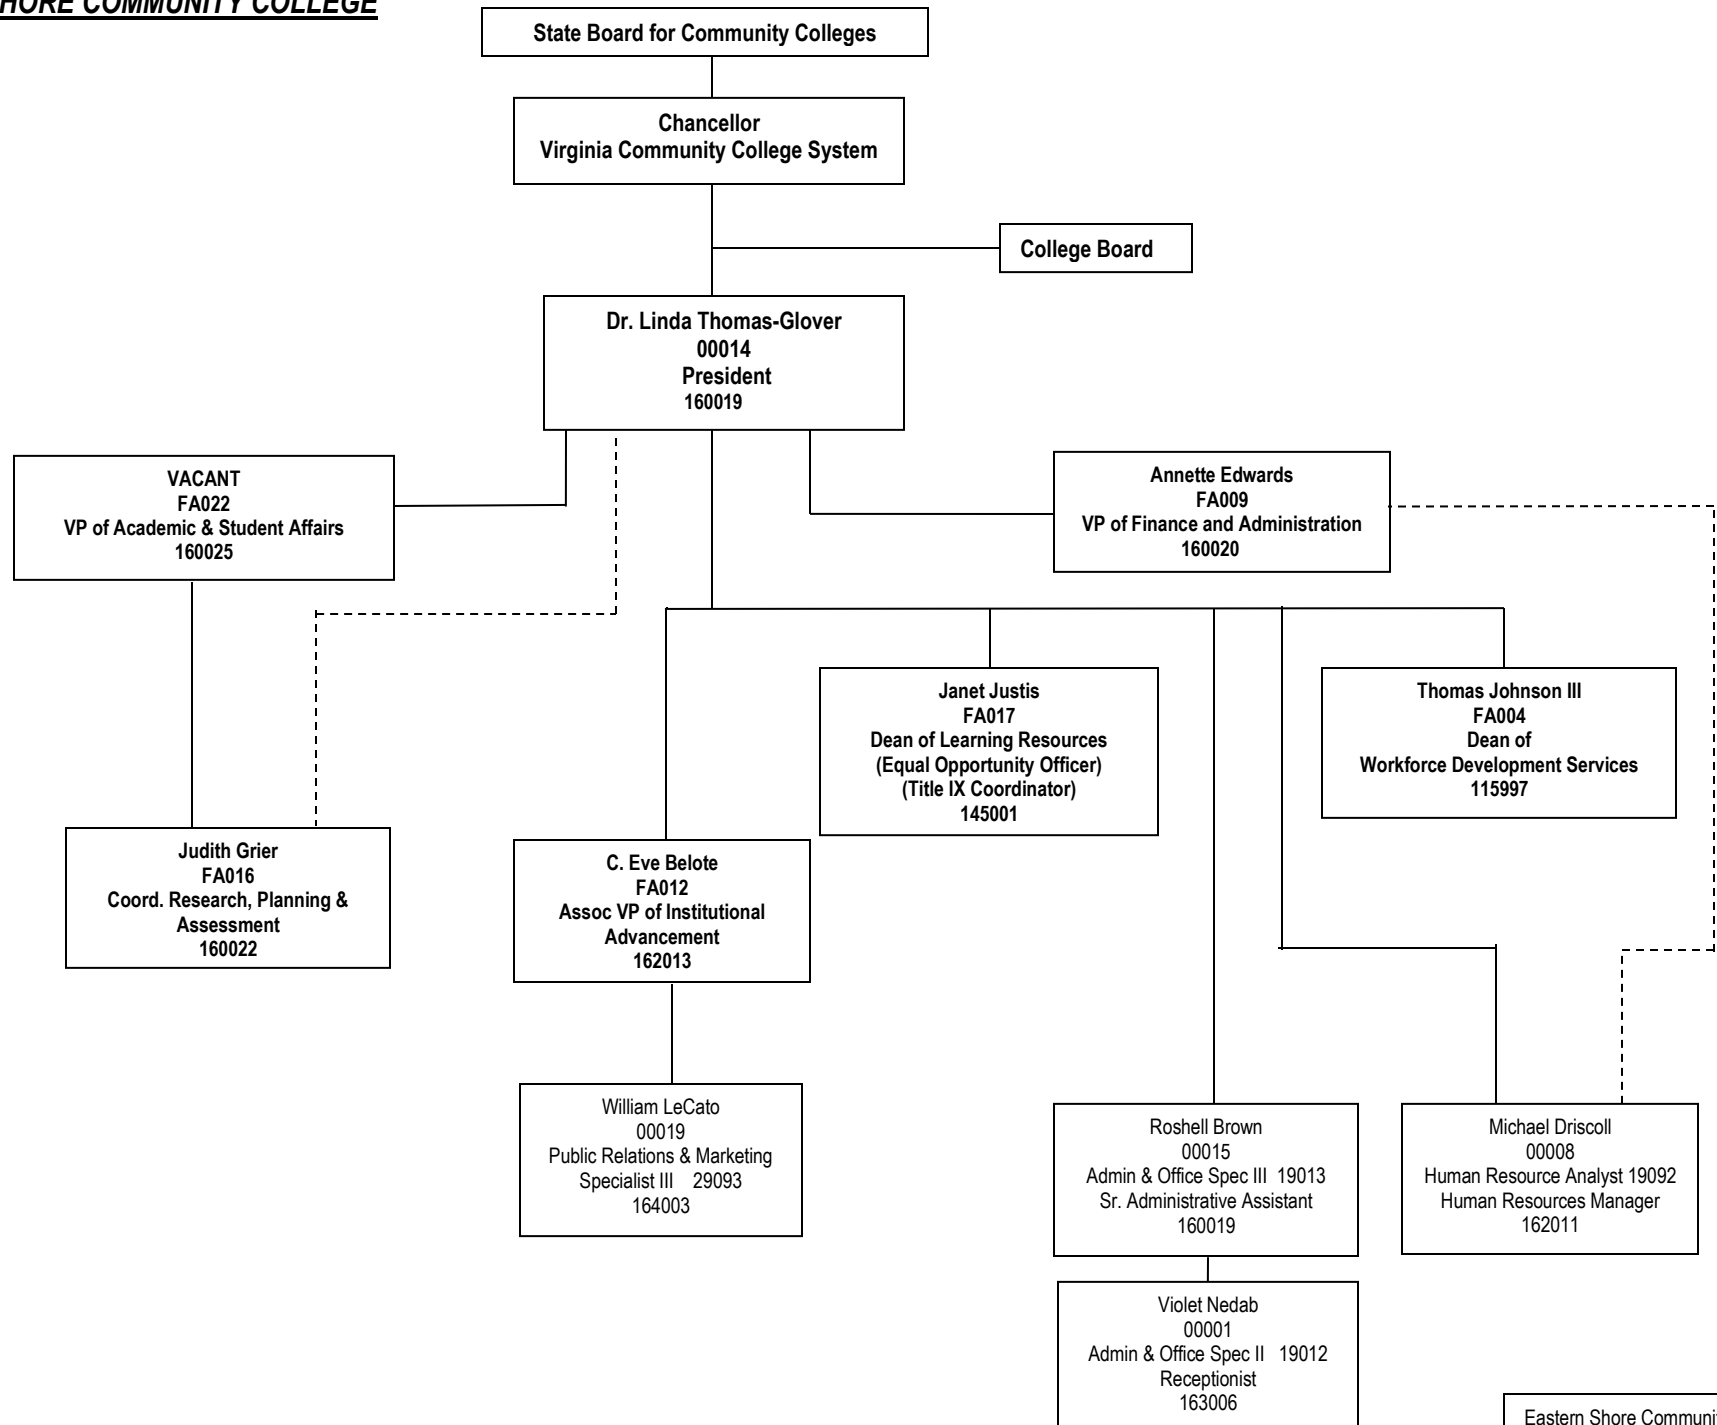 HORE COMMUNITY COLLEGE
State Board for Community Colleges
Chancellor
Virginia Community College System
College Board
Dr. Linda Thomas-Glover
00014
President
160019
VACANT
FA022
VP of Academic & Student Affairs
160025
Annette Edwards
FA009
VP of Finance and Administration
160020
Janet Justis
FA017
Dean of Learning Resources
(Equal Opportunity Officer)
(Title IX Coordinator)
145001
Thomas Johnson III
FA004
Dean of
Workforce Development Services
115997
Judith Grier
FA016
Coord. Research, Planning &
Assessment
160022
C. Eve Belote
FA012
Assoc VP of Institutional
Advancement
162013
William LeCato
00019
Public Relations & Marketing
Specialist III 29093
164003
Roshell Brown
00015
Admin & Office Spec III 19013
Sr. Administrative Assistant
160019
Michael Driscoll
00008
Human Resource Analyst 19092
Human Resources Manager
162011
Violet Nedab
00001
Admin & Office Spec II 19012
Receptionist
163006
Eastern Shore Communi